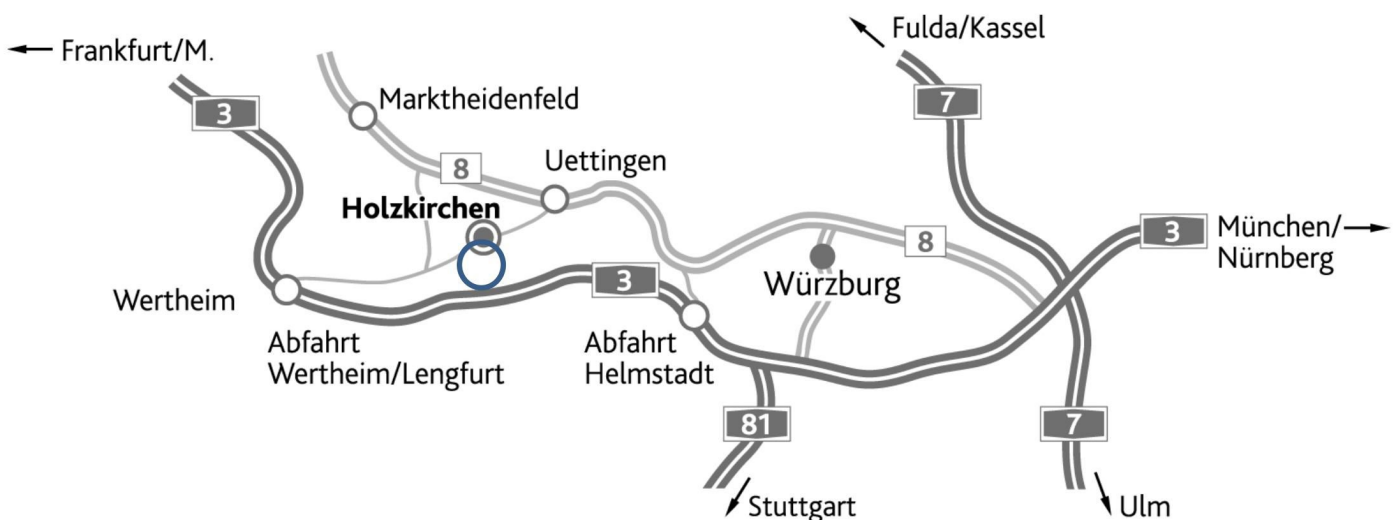 Fulda/Kassel
Frankfurt/M.
Marktheidenfeld
7
3
8
Uettingen
Holzkirchen
München/
Nürnberg
3
8
3
Würzburg
Wertheim
Abfahrt
Wertheim/Lengfurt
Abfahrt
Helmstadt
81
7
Stuttgart
Ulm